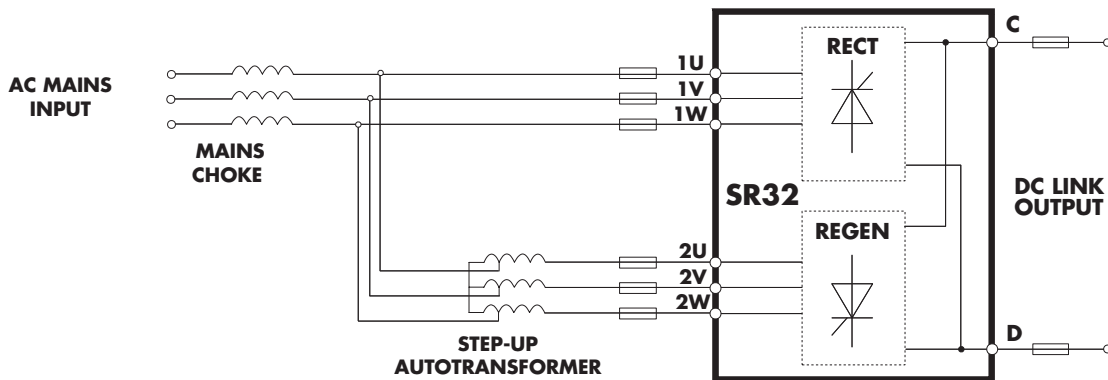 C
RECT
1U
1V
1W
AC MAINS
INPUT
MAINS
CHOKE
SR32
DC LINK
OUTPUT
REGEN
2U
2V
2W
D
STEP-UP
AUTOTRANSFORMER